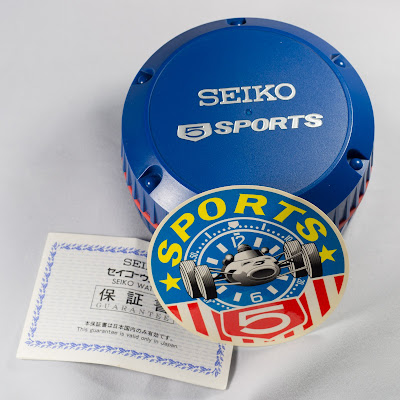 SEIKO
5 SPORTS
SPORTS
12
6
5
SEI
セイコーウ
SEIKO WAT
保証書
GUARANTEE
本保証書は日本国内のみ有効です。
This guarantee is valid only in Japan